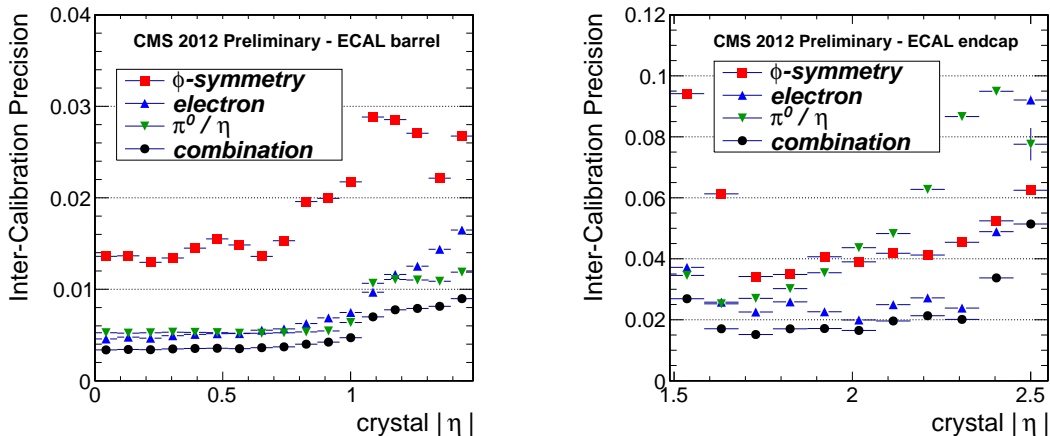 Inter-Calibration Precision
0.04
0.03
0.02
0.01
0
CMS 2012 Preliminary - ECAL barrel
ϕ-symmetry
electron
π⁰ / η
combination
0 0.5 1
crystal | η |
Inter-Calibration Precision
0.12
0.1
0.08
0.06
0.04
0.02
0
CMS 2012 Preliminary - ECAL endcap
ϕ-symmetry
electron
π⁰ / η
combination
1.5 2 2.5
crystal | η |